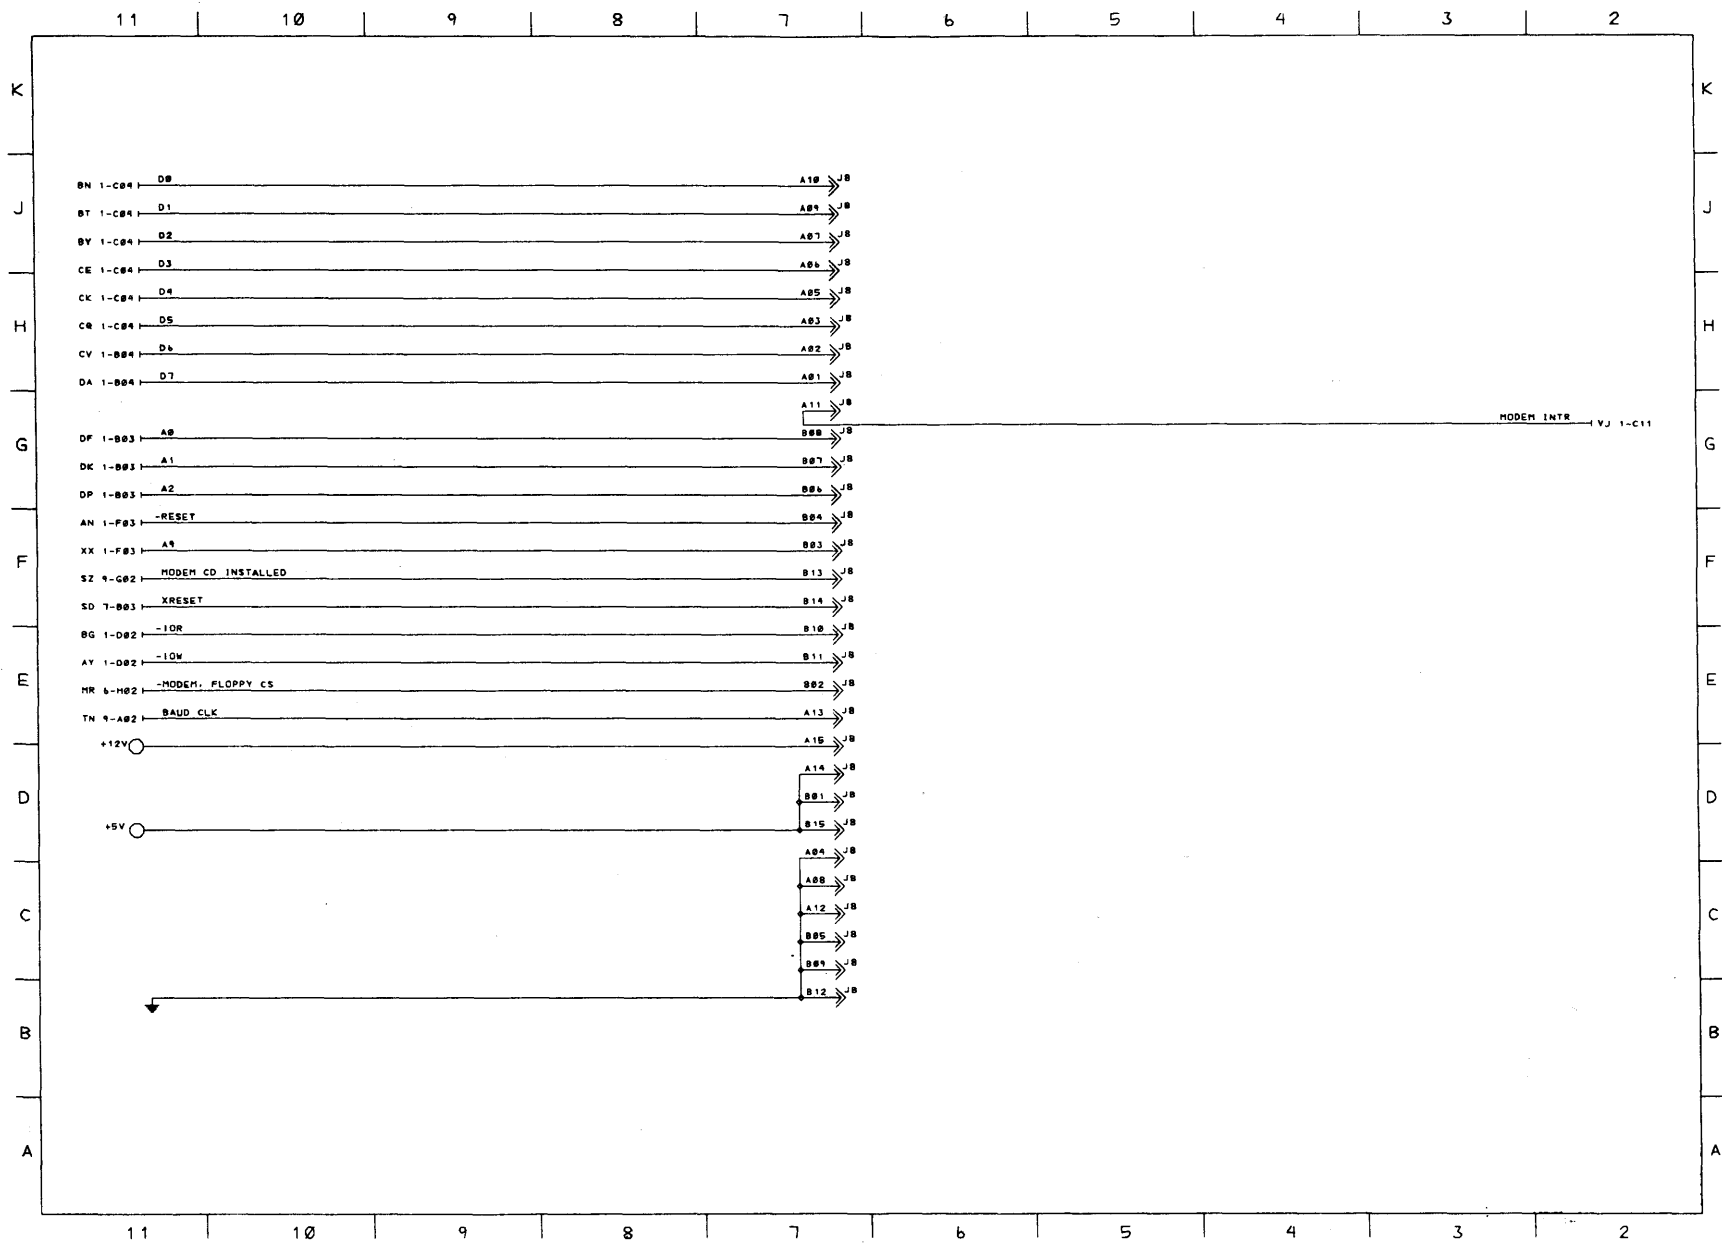 11 10 9 8 7 6 5 4 3 2
K K
BN 1-C04 D0 A10 J8
J J
BT 1-C04 D1 A09 J8
BY 1-C04 D2 A07 J8
CE 1-C04 D3 A06 J8
CK 1-C04 D4 A05 J8
H H
CQ 1-C04 D5 A03 J8
CV 1-B04 D6 A02 J8
DA 1-B04 D7 A01 J8
A11 J8
MODEM INTR VJ 1-C11
G G
DF 1-B03 A0 B08 J8
DK 1-B03 A1 B07 J8
DP 1-B03 A2 B06 J8
AN 1-F03 -RESET B04 J8
XX 1-F03 A9 B03 J8
F F
SZ 9-G02 MODEM CD INSTALLED B13 J8
SD 7-B03 XRESET B14 J8
BG 1-D02 -IOR B10 J8
AY 1-D02 -IOW B11 J8
E E
MR 6-H02 -MODEM, FLOPPY CS B02 J8
TN 9-A02 BAUD CLK A13 J8
+12V A15 J8
A14 J8
D D
B01 J8
+5V B15 J8
A04 J8
A08 J8
C C
A12 J8
B05 J8
B09 J8
B12 J8
B B
A A
11 10 9 8 7 6 5 4 3 2